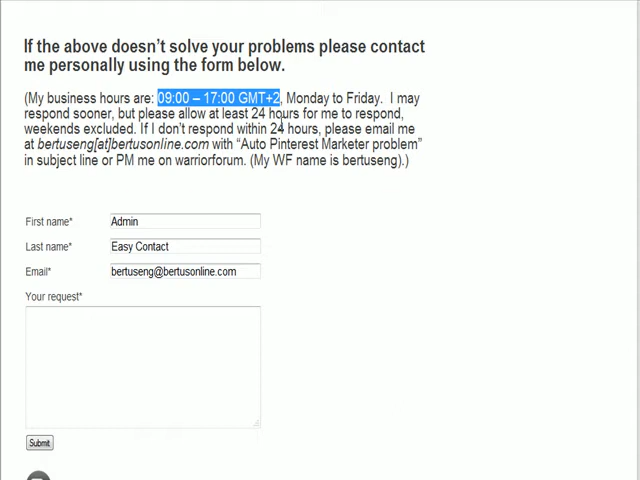 If the above doesn't solve your problems please contact
me personally using the form below.
(My business hours are: 09:00 – 17:00 GMT+2, Monday to Friday. I may
respond sooner, but please allow at least 24 hours for me to respond,
weekends excluded. If I don't respond within 24 hours, please email me
at bertuseng[at]bertusonline.com with “Auto Pinterest Marketer problem”
in subject line or PM me on warriorforum. (My WF name is bertuseng).)
First name* Admin
Last name* Easy Contact
Email* bertuseng@bertusonline.com
Your request*
Submit